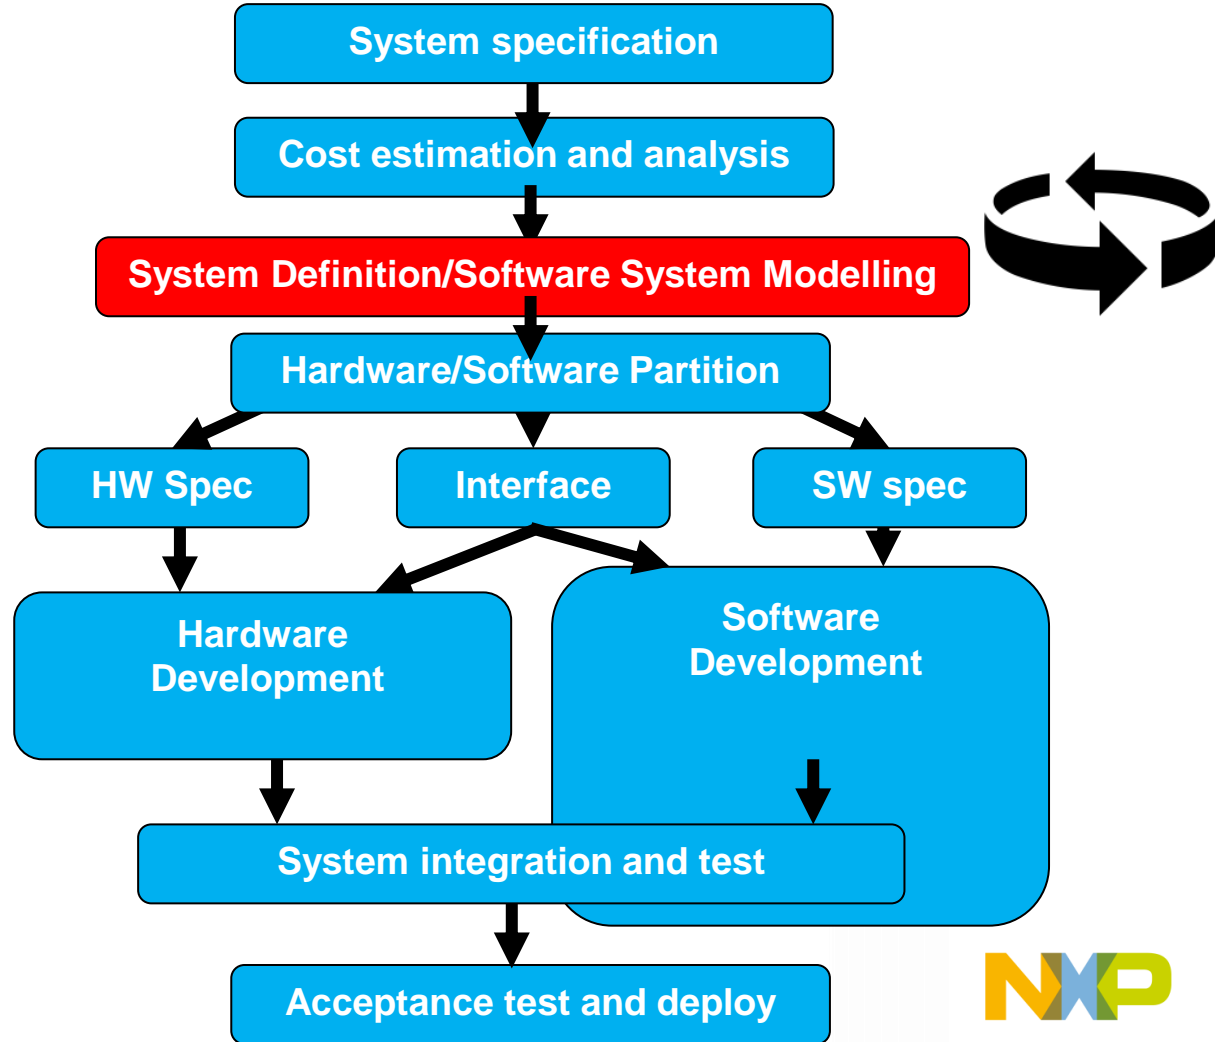 System specification
Cost estimation and analysis
System Definition/Software System Modelling
Hardware/Software Partition
HW Spec
Interface
SW spec
Hardware
Development
Software
Development
System integration and test
Acceptance test and deploy
NXP